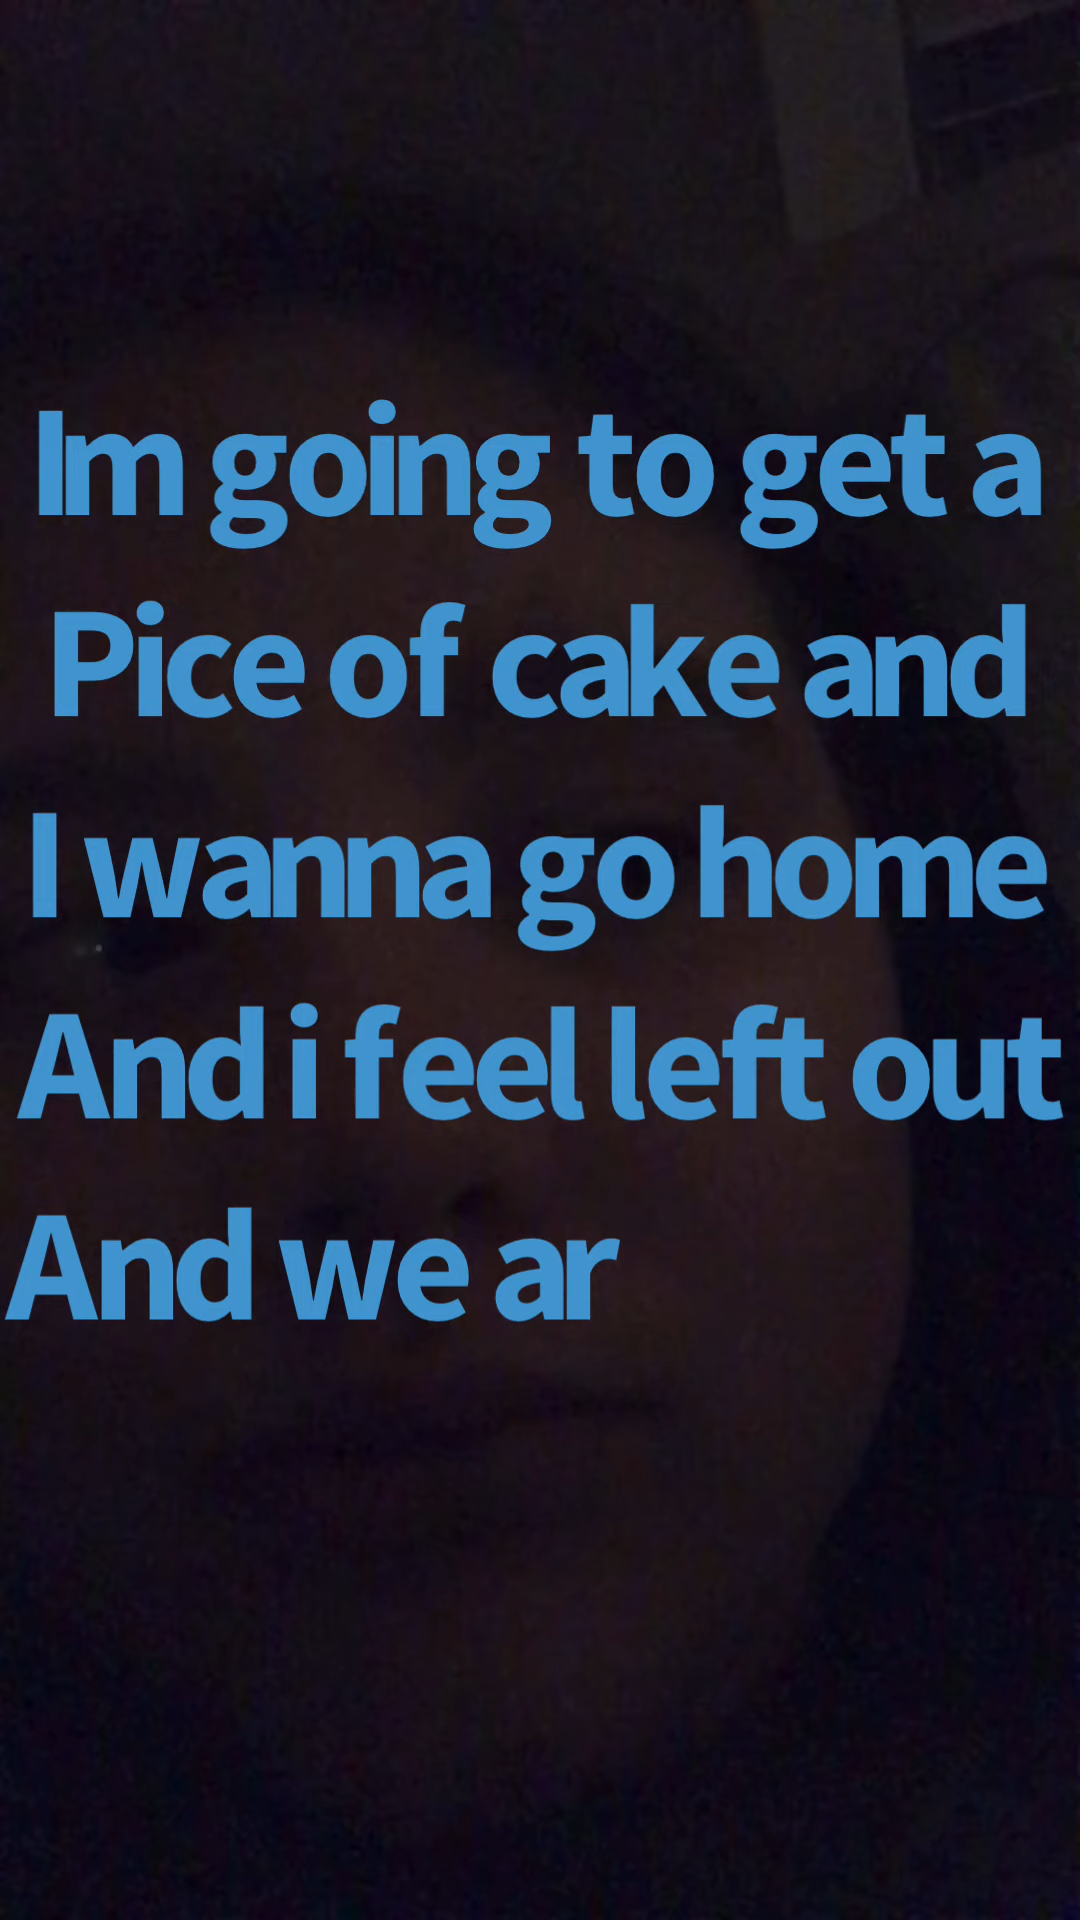 Im going to get a
Pice of cake and
I wanna go home
And i feel left out
And we ar